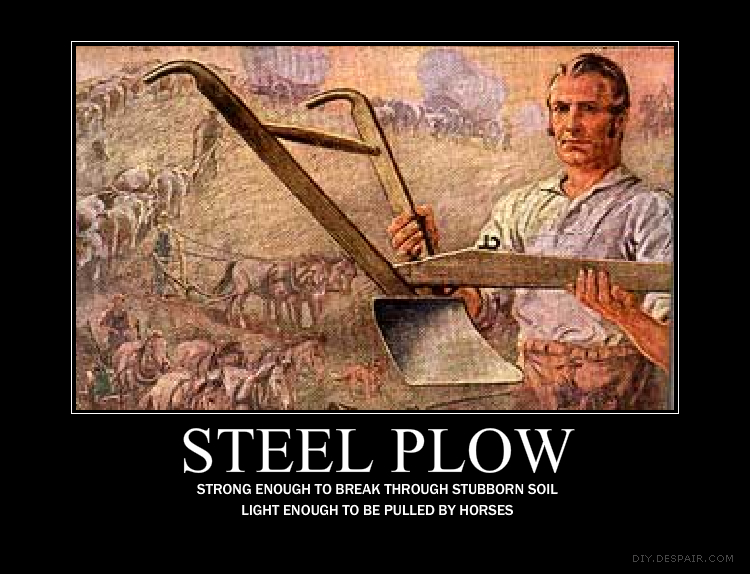 STEEL PLOW
STRONG ENOUGH TO BREAK THROUGH STUBBORN SOIL
LIGHT ENOUGH TO BE PULLED BY HORSES
DIY.DESPAIR.COM